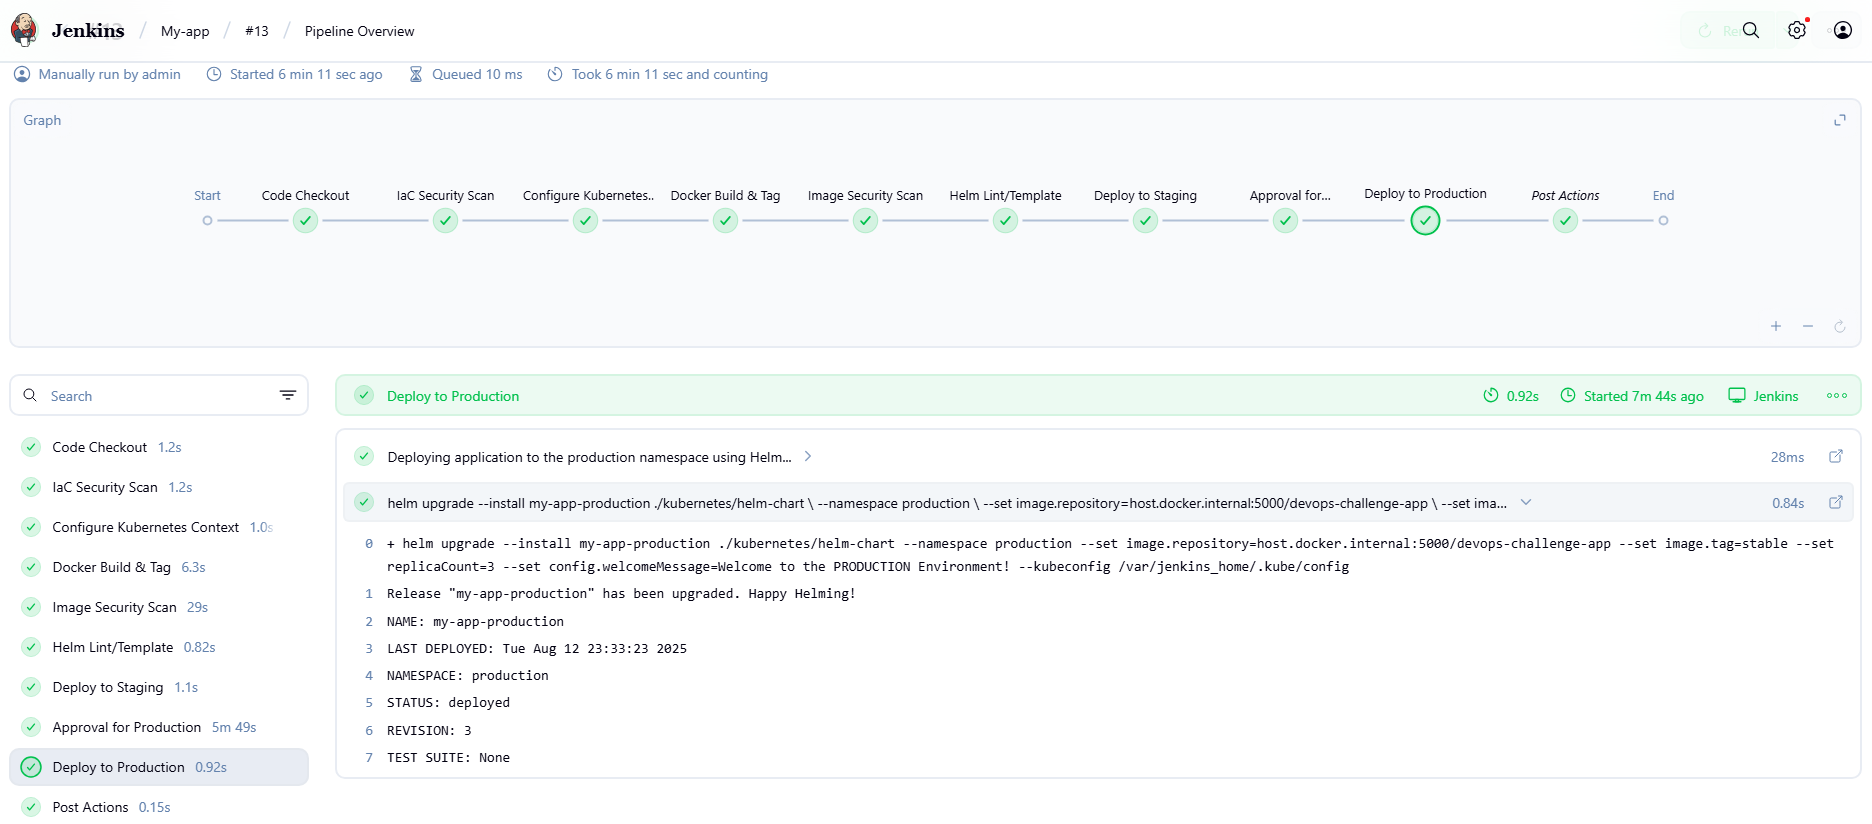 Jenkins / My-app / #13 / Pipeline Overview
Manually run by admin Started 6 min 11 sec ago Queued 10 ms Took 6 min 11 sec and counting
Graph
Start Code Checkout IaC Security Scan Configure Kubernetes.. Docker Build & Tag Image Security Scan Helm Lint/Template Deploy to Staging Approval for... Deploy to Production Post Actions End
Search
Code Checkout 1.2s
IaC Security Scan 1.2s
Configure Kubernetes Context 1.0s
Docker Build & Tag 6.3s
Image Security Scan 29s
Helm Lint/Template 0.82s
Deploy to Staging 1.1s
Approval for Production 5m 49s
Deploy to Production 0.92s
Post Actions 0.15s
Deploy to Production 0.92s Started 7m 44s ago Jenkins
Deploying application to the production namespace using Helm... 28ms
helm upgrade --install my-app-production ./kubernetes/helm-chart \ --namespace production \ --set image.repository=host.docker.internal:5000/devops-challenge-app \ --set ima... 0.84s
0 + helm upgrade --install my-app-production ./kubernetes/helm-chart --namespace production --set image.repository=host.docker.internal:5000/devops-challenge-app --set image.tag=stable --set
replicaCount=3 --set config.welcomeMessage=Welcome to the PRODUCTION Environment! --kubeconfig /var/jenkins_home/.kube/config
1 Release "my-app-production" has been upgraded. Happy Helming!
2 NAME: my-app-production
3 LAST DEPLOYED: Tue Aug 12 23:33:23 2025
4 NAMESPACE: production
5 STATUS: deployed
6 REVISION: 3
7 TEST SUITE: None